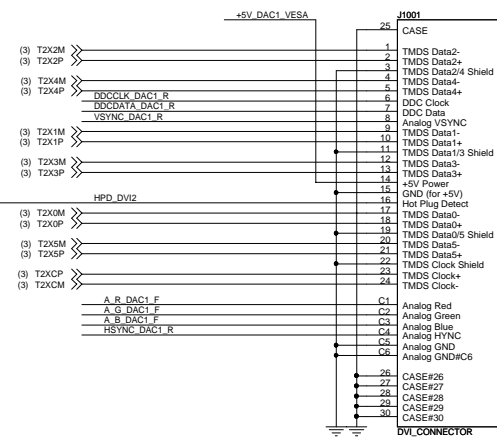 +5V_DAC1_VESA J1001
25 CASE
(3) T2X2M 1 TMDS Data2-
(3) T2X2P 2 TMDS Data2+
3 TMDS Data2/4 Shield
(3) T2X4M 4 TMDS Data4-
(3) T2X4P 5 TMDS Data4+
DDCCLK_DAC1_R 6 DDC Clock
DDCDATA_DAC1_R 7 DDC Data
VSYNC_DAC1_R 8 Analog VSYNC
(3) T2X1M 9 TMDS Data1-
(3) T2X1P 10 TMDS Data1+
11 TMDS Data1/3 Shield
(3) T2X3M 12 TMDS Data3-
(3) T2X3P 13 TMDS Data3+
14 +5V Power
15 GND (for +5V)
HPD_DVI2 16 Hot Plug Detect
(3) T2X0M 17 TMDS Data0-
(3) T2X0P 18 TMDS Data0+
19 TMDS Data0/5 Shield
(3) T2X5M 20 TMDS Data5-
(3) T2X5P 21 TMDS Data5+
22 TMDS Clock Shield
(3) T2XCP 23 TMDS Clock+
(3) T2XCM 24 TMDS Clock-
A_R_DAC1_F C1 Analog Red
A_G_DAC1_F C2 Analog Green
A_B_DAC1_F C3 Analog Blue
HSYNC_DAC1_R C4 Analog HYNC
C5 Analog GND
C6 Analog GND#C6
26 CASE#26
27 CASE#27
28 CASE#28
29 CASE#29
30 CASE#30
DVI_CONNECTOR